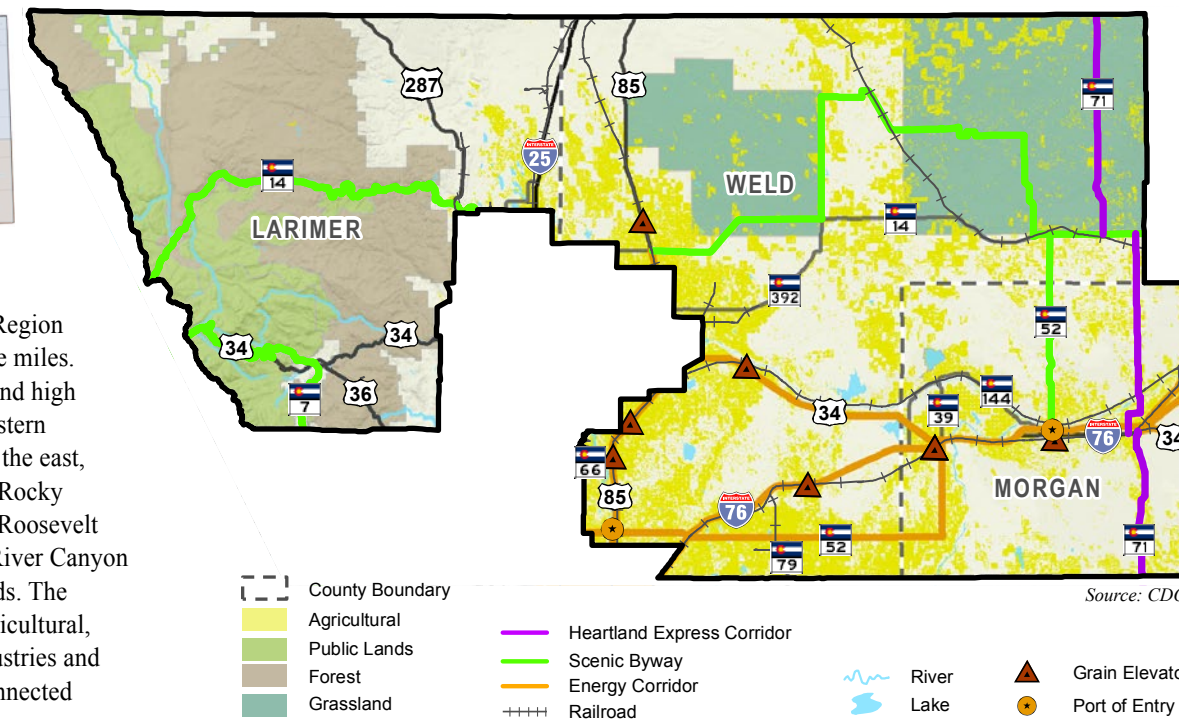 287
85
INTERSTATE
25
71
14
WELD
LARIMER
14
392
52
34
34
7
36
34
39
144
INTERSTATE
76
34
66
85
INTERSTATE
76
MORGAN
52
79
71
Region
e miles.
nd high
stern
the east,
Rocky
Roosevelt
River Canyon
ds. The
icultural,
ustries and
nnected
Source: CDO
County Boundary
Agricultural
Public Lands
Forest
Grassland
Heartland Express Corridor
Scenic Byway
Energy Corridor
Railroad
River
Lake
Grain Elevato
Port of Entry